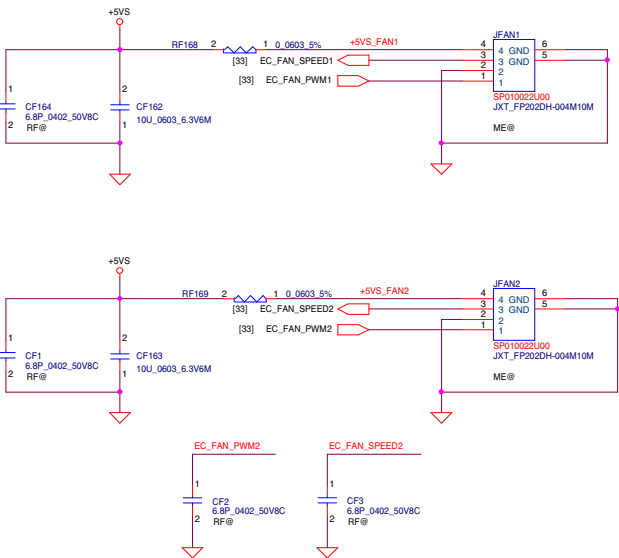 +5VS
RF168 2 1 0_0603_5% +5VS_FAN1
[33] EC_FAN_SPEED1
[33] EC_FAN_PWM1
JFAN1
4 4 GND 6
3 3 GND 5
2 2
1 1
SP010022U00
JXT_FP202DH-004M10M
ME@
1
CF164
6.8P_0402_50V8C
2 RF@
2
CF162
10U_0603_6.3V6M
1
+5VS
RF169 2 1 0_0603_5% +5VS_FAN2
[33] EC_FAN_SPEED2
[33] EC_FAN_PWM2
JFAN2
4 4 GND 6
3 3 GND 5
2 2
1 1
SP010022U00
JXT_FP202DH-004M10M
ME@
1
CF1
6.8P_0402_50V8C
2 RF@
2
CF163
10U_0603_6.3V6M
1
EC_FAN_PWM2
1
CF2
6.8P_0402_50V8C
2 RF@
EC_FAN_SPEED2
1
CF3
6.8P_0402_50V8C
2 RF@